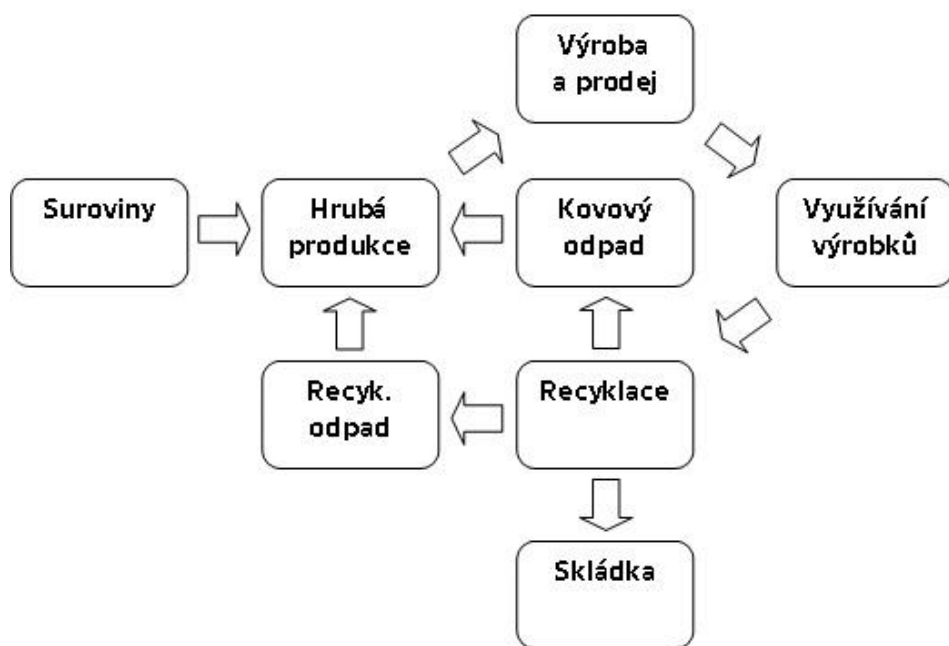 Výroba
a prodej
Suroviny
Hrubá
produkce
Kovový
odpad
Využívání
výrobků
Recyk.
odpad
Recyklace
Skládka